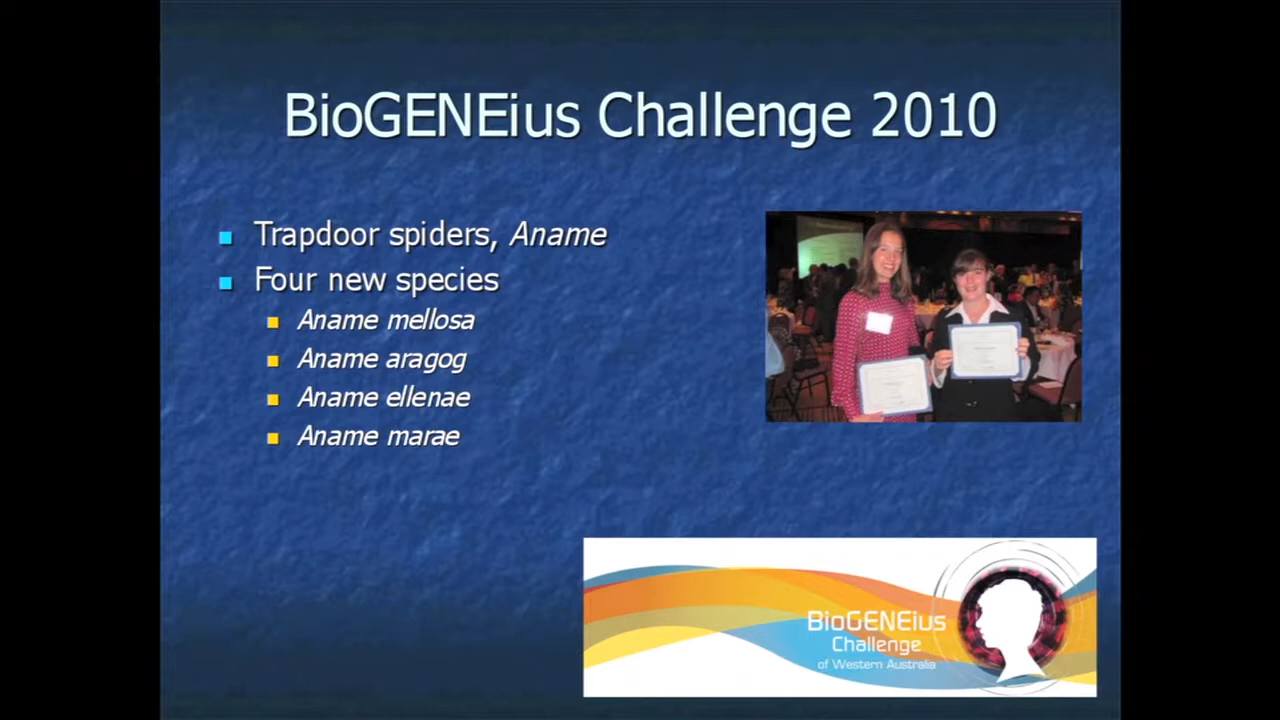 BioGENEius Challenge 2010
Trapdoor spiders, Aname
Four new species
Aname mellosa
Aname aragog
Aname ellenae
Aname marae
BioGENEius
Challenge
of Western Australia